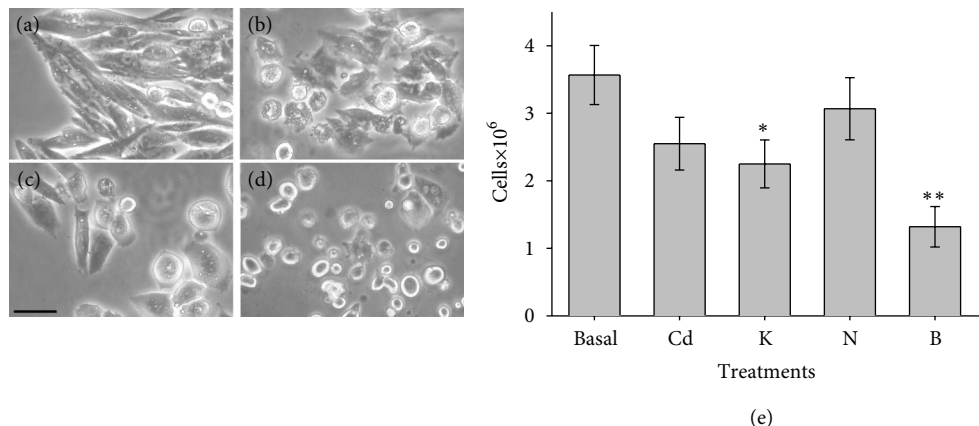 (a)
(b)
(c)
(d)
Cells×10⁶
4
3
2
1
0
*
**
Basal Cd K N B
Treatments
(e)